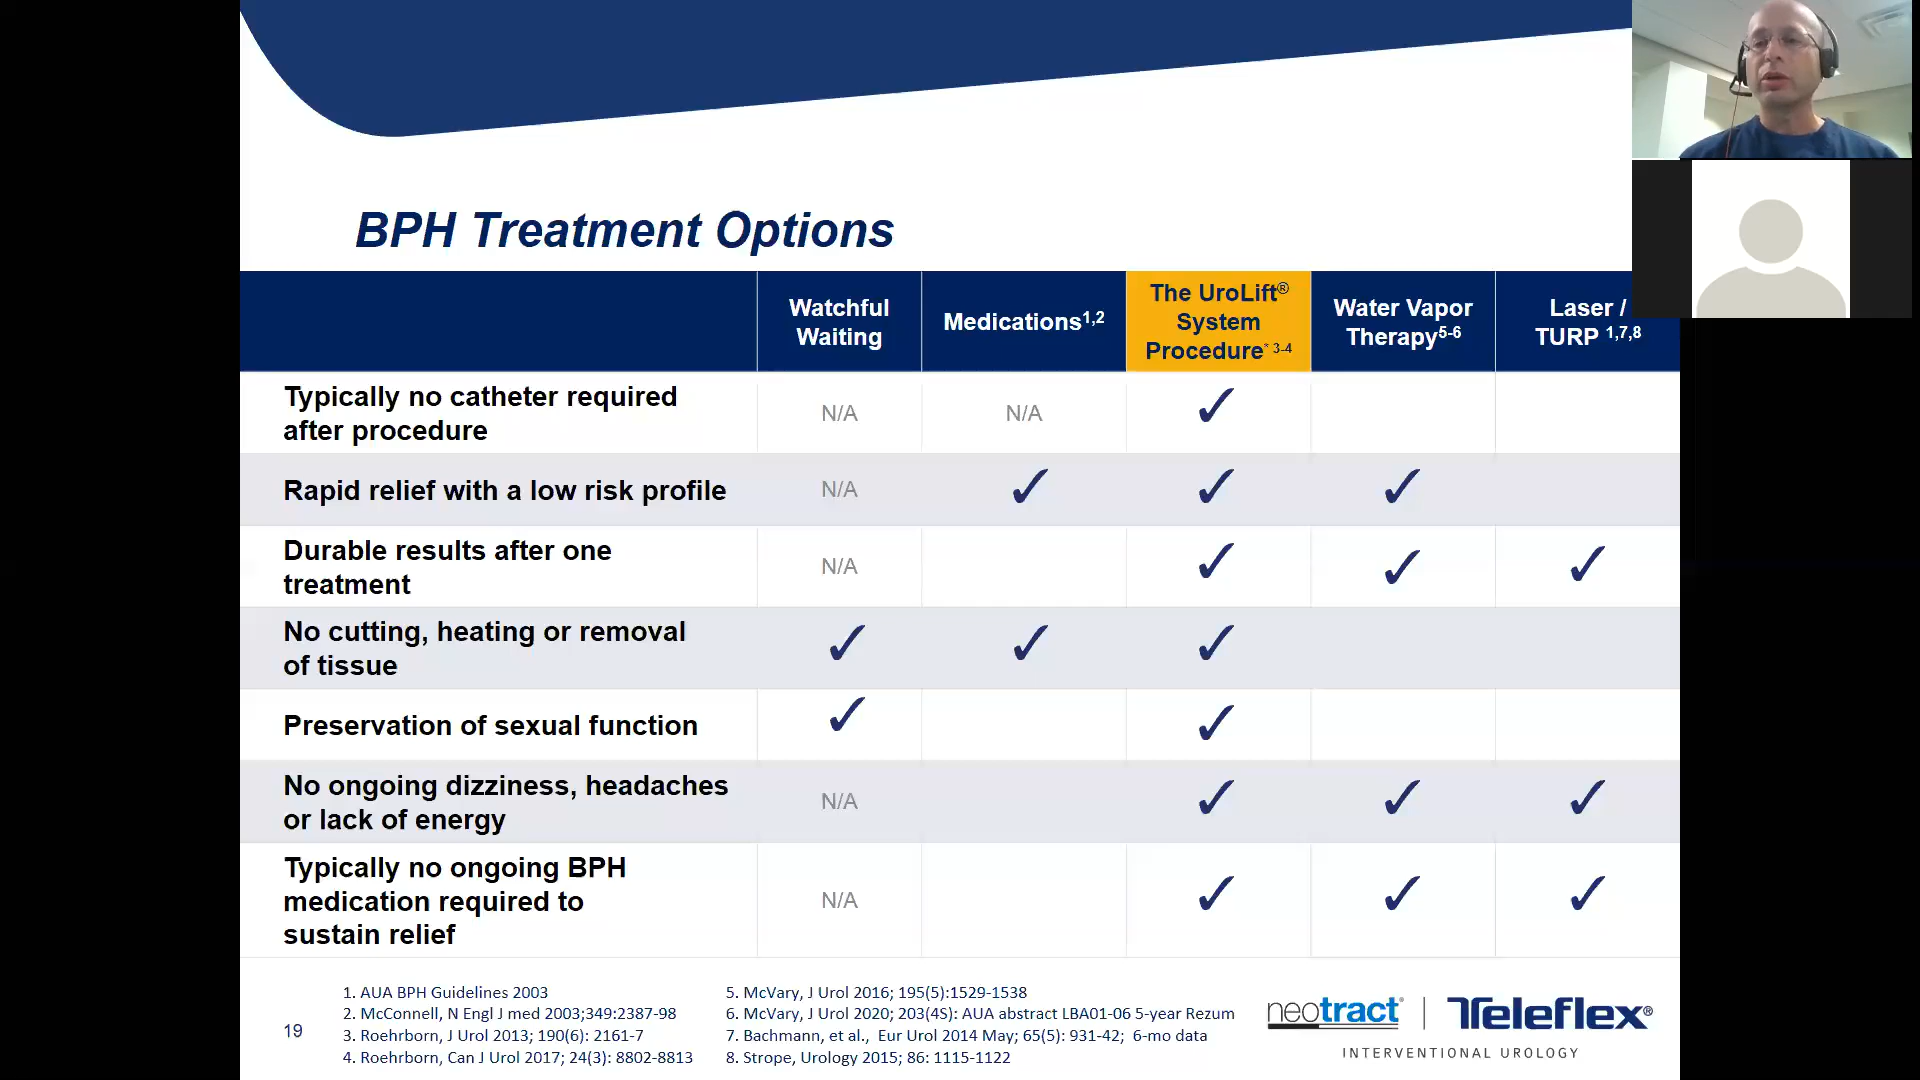 BPH Treatment Options
Watchful
Waiting
Medications1,2
The UroLift®
System
Procedure* 3-4
Water Vapor
Therapy5-6
Laser /
TURP 1,7,8
Typically no catheter required
after procedure
N/A
N/A
✓
Rapid relief with a low risk profile
N/A
✓
✓
✓
Durable results after one
treatment
N/A
✓
✓
✓
No cutting, heating or removal
of tissue
✓
✓
✓
Preservation of sexual function
✓
✓
No ongoing dizziness, headaches
or lack of energy
N/A
✓
✓
✓
Typically no ongoing BPH
medication required to
sustain relief
N/A
✓
✓
✓
19
1. AUA BPH Guidelines 2003
2. McConnell, N Engl J med 2003;349:2387-98
3. Roehrborn, J Urol 2013; 190(6): 2161-7
4. Roehrborn, Can J Urol 2017; 24(3): 8802-8813
5. McVary, J Urol 2016; 195(5):1529-1538
6. McVary, J Urol 2020; 203(4S): AUA abstract LBA01-06 5-year Rezum
7. Bachmann, et al., Eur Urol 2014 May; 65(5): 931-42; 6-mo data
8. Strope, Urology 2015; 86: 1115-1122
neotract® | Teleflex®
INTERVENTIONAL UROLOGY